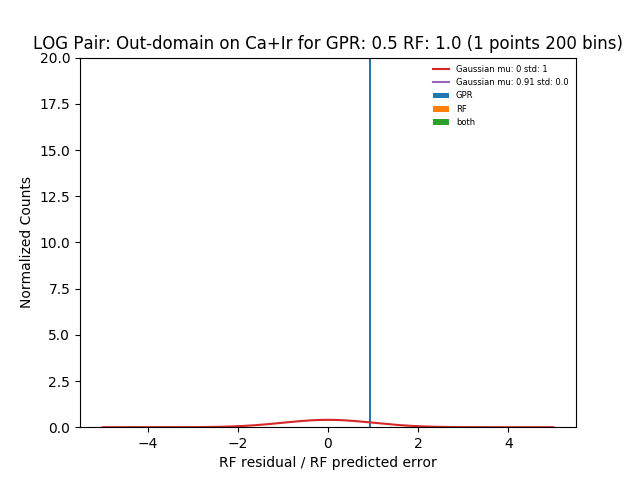 LOG Pair: Out-domain on Ca+Ir for GPR: 0.5 RF: 1.0 (1 points 200 bins)
20.0
17.5
15.0
12.5
10.0
7.5
5.0
2.5
0.0
Normalized Counts
Gaussian mu: 0 std: 1
Gaussian mu: 0.91 std: 0.0
GPR
RF
both
−4
−2
0
2
4
RF residual / RF predicted error